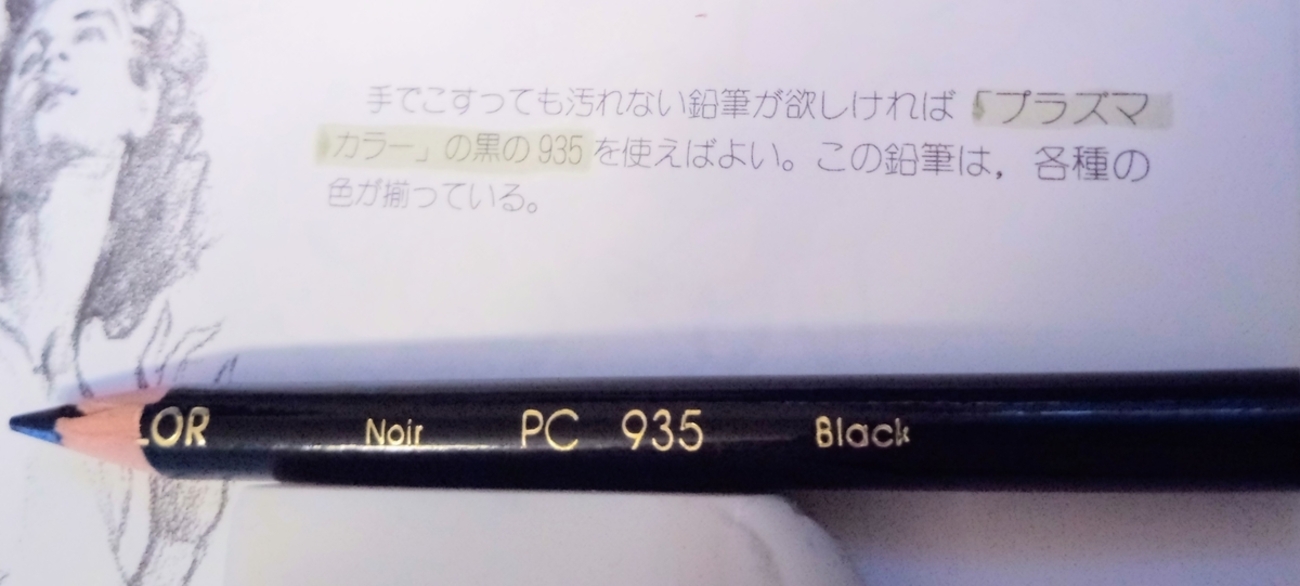 手でこすっても汚れない鉛筆が欲しければ「プラズマ
カラー」の黒の935を使えばよい。この鉛筆は，各種の
色が揃っている。
LOR Noir PC 935 Black